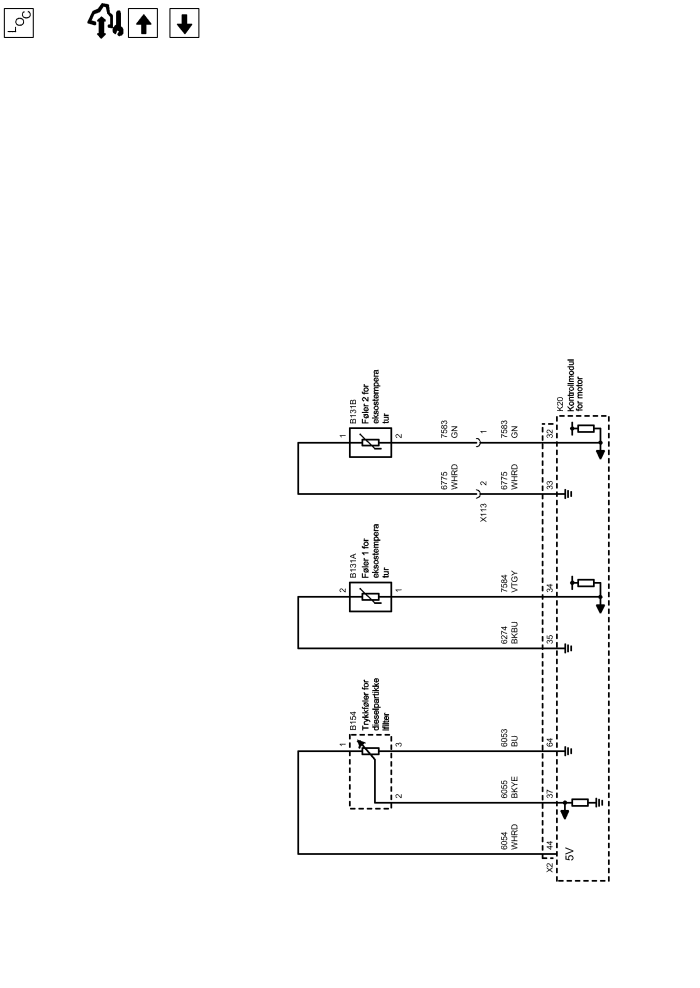 LOC
B131B
Føler 2 for
eksostempera
tur
1
2
7583
GN
1
7583
GN
32
K20
Kontrollmodul
for motor
6775
WHRD
2
X113
6775
WHRD
33
B131A
Føler 1 for
eksostempera
tur
2
1
7584
VTGY
34
6274
BKBU
35
B154
Trykkføler for
dieselpartikke
lfilter
1
3
6053
BU
64
2
6055
BKYE
37
6054
WHRD
44
X2
5V